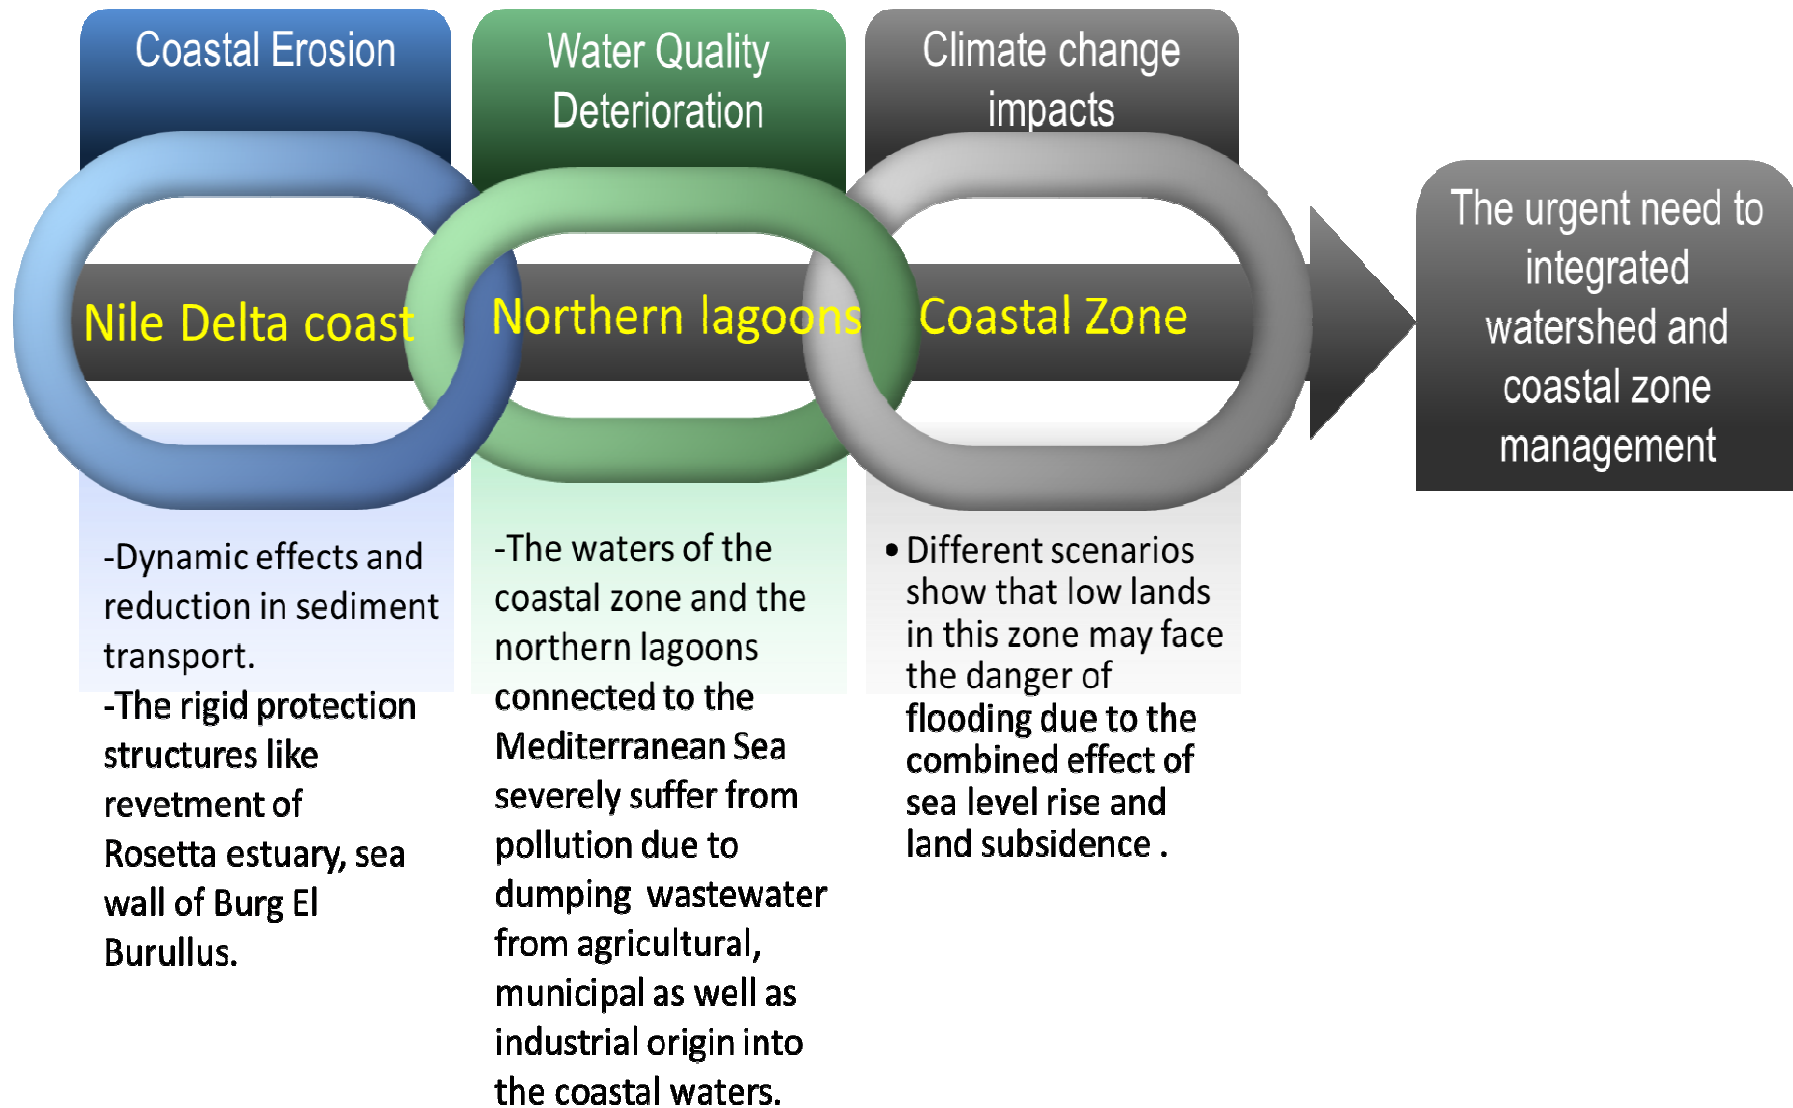 Coastal Erosion
Water Quality
Deterioration
Climate change
impacts
Nile Delta coast
Northern lagoons
Coastal Zone
The urgent need to
integrated
watershed and
coastal zone
management
-Dynamic effects and
reduction in sediment
transport.
-The rigid protection
structures like
revetment of
Rosetta estuary, sea
wall of Burg El
Burullus.
-The waters of the
coastal zone and the
northern lagoons
connected to the
Mediterranean Sea
severely suffer from
pollution due to
dumping  wastewater
from agricultural,
municipal as well as
industrial origin into
the coastal waters.
• Different scenarios
show that low lands
in this zone may face
the danger of
flooding due to the
combined effect of
sea level rise and
land subsidence .